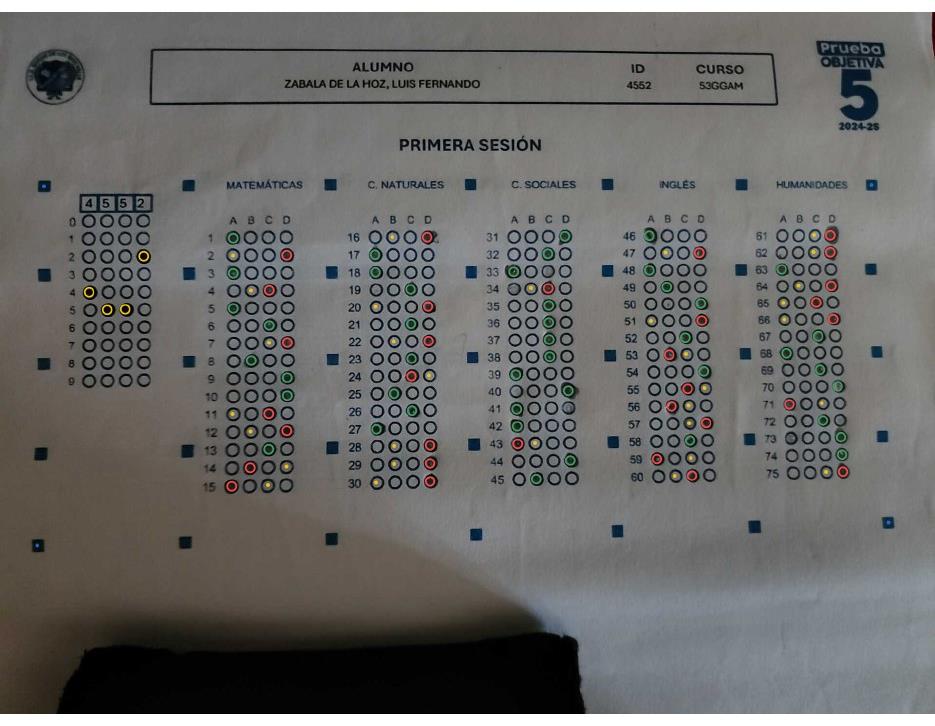 ALUMNO ID CURSO
ZABALA DE LA HOZ, LUIS FERNANDO 4552 53GGAM
Prueba
OBJETIVA
5
2024-25
PRIMERA SESIÓN
MATEMÁTICAS C. NATURALES C. SOCIALES INGLÉS HUMANIDADES
4 5 5 2
A B C D A B C D A B C D A B C D A B C D
0
1 1 16 31 46 61
2 2 17 32 47 62
3 3 18 33 48 63
4 4 19 34 49 64
5 5 20 35 50 65
6 6 21 36 51 66
7 7 22 37 52 67
8 8 23 38 53 68
9 9 24 39 54 69
10 25 40 55 70
11 26 41 56 71
12 27 42 57 72
13 28 43 58 73
14 29 44 59 74
15 30 45 60 75